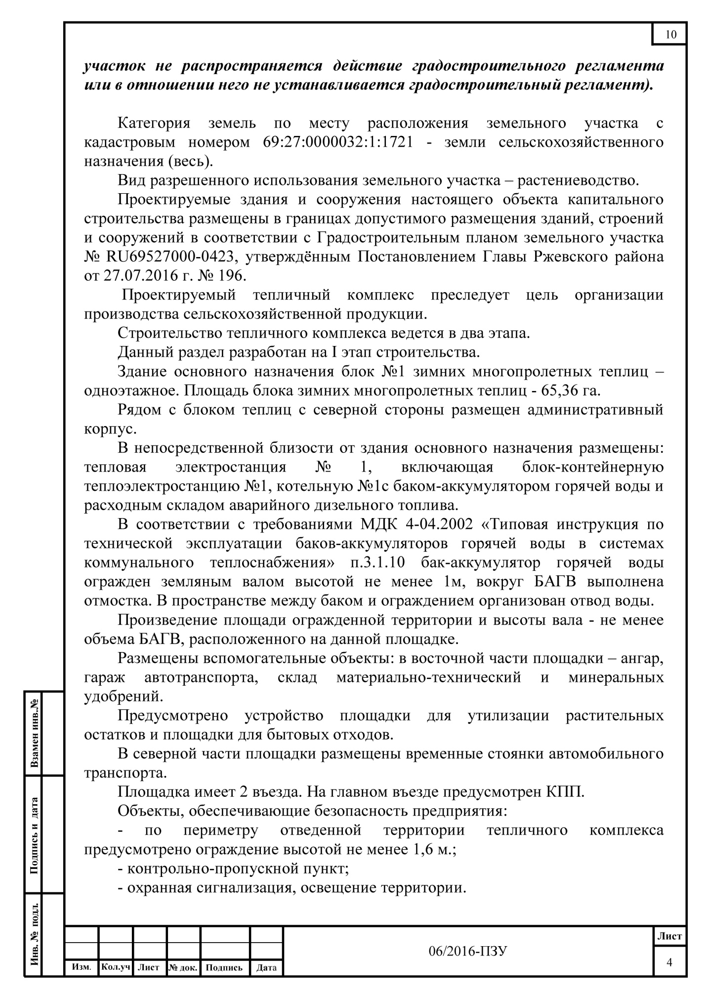 10
участок не распространяется действие градостроительного регламента
или в отношении него не устанавливается градостроительный регламент).
Категория земель по месту расположения земельного участка с
кадастровым номером 69:27:0000032:1:1721 - земли сельскохозяйственного
назначения (весь).
Вид разрешенного использования земельного участка – растениеводство.
Проектируемые здания и сооружения настоящего объекта капитального
строительства размещены в границах допустимого размещения зданий, строений
и сооружений в соответствии с Градостроительным планом земельного участка
№ RU69527000-0423, утверждённым Постановлением Главы Ржевского района
от 27.07.2016 г. № 196.
Проектируемый тепличный комплекс преследует цель организации
производства сельскохозяйственной продукции.
Строительство тепличного комплекса ведется в два этапа.
Данный раздел разработан на I этап строительства.
Здание основного назначения блок №1 зимних многопролетных теплиц –
одноэтажное. Площадь блока зимних многопролетных теплиц - 65,36 га.
Рядом с блоком теплиц с северной стороны размещен административный
корпус.
В непосредственной близости от здания основного назначения размещены:
тепловая электростанция № 1, включающая блок-контейнерную
теплоэлектростанцию №1, котельную №1с баком-аккумулятором горячей воды и
расходным складом аварийного дизельного топлива.
В соответствии с требованиями МДК 4-04.2002 «Типовая инструкция по
технической эксплуатации баков-аккумуляторов горячей воды в системах
коммунального теплоснабжения» п.3.1.10 бак-аккумулятор горячей воды
огражден земляным валом высотой не менее 1м, вокруг БАГВ выполнена
отмостка. В пространстве между баком и ограждением организован отвод воды.
Произведение площади огражденной территории и высоты вала - не менее
объема БАГВ, расположенного на данной площадке.
Размещены вспомогательные объекты: в восточной части площадки – ангар,
гараж автотранспорта, склад материально-технический и минеральных
удобрений.
Предусмотрено устройство площадки для утилизации растительных
остатков и площадки для бытовых отходов.
В северной части площадки размещены временные стоянки автомобильного
транспорта.
Площадка имеет 2 въезда. На главном въезде предусмотрен КПП.
Объекты, обеспечивающие безопасность предприятия:
- по периметру отведенной территории тепличного комплекса
предусмотрено ограждение высотой не менее 1,6 м.;
- контрольно-пропускной пункт;
- охранная сигнализация, освещение территории.
Взамен инв.№
Подпись и дата
Инв. № подл.
Изм. Кол.уч Лист № док. Подпись Дата
06/2016-ПЗУ
Лист
4